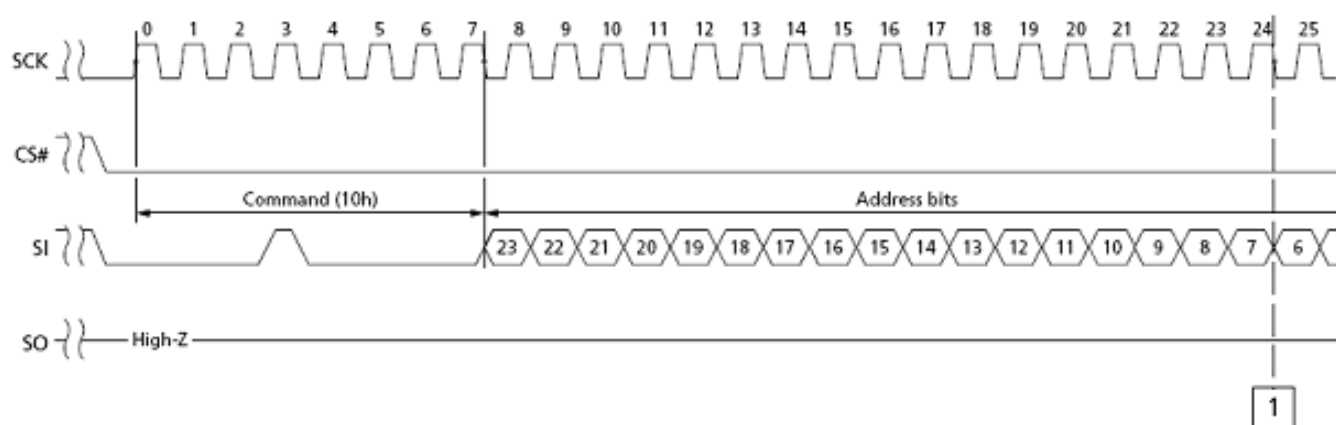 0 1 2 3 4 5 6 7 8 9 10 11 12 13 14 15 16 17 18 19 20 21 22 23 24 25
SCK
CS#
Command (10h) Address bits
SI 23 22 21 20 19 18 17 16 15 14 13 12 11 10 9 8 7 6
SO High-Z
1